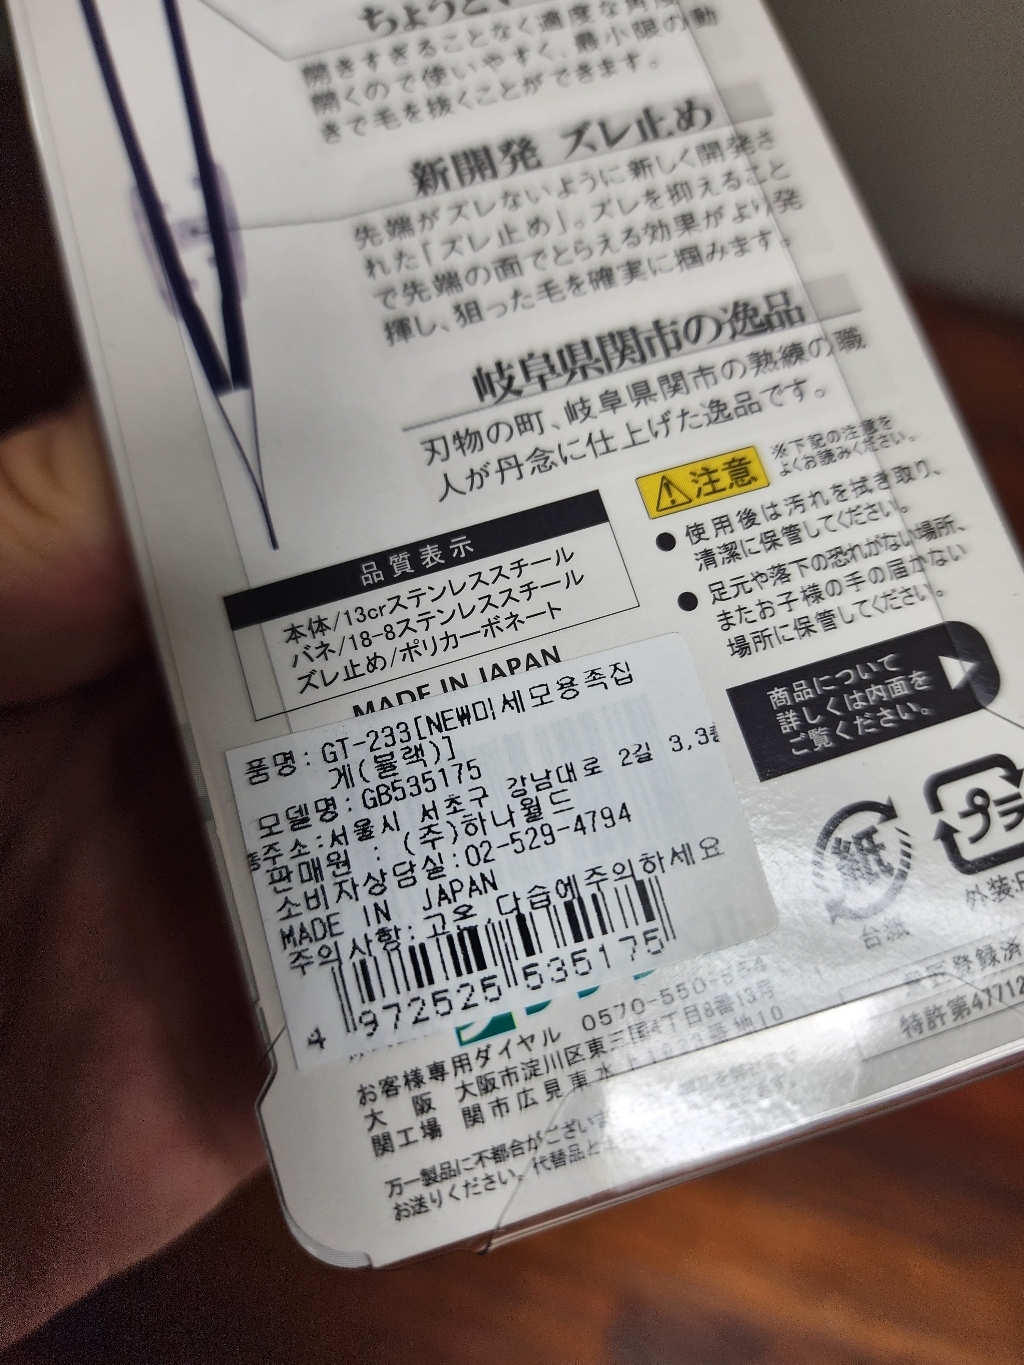 ちょうど
開きすぎることなく適度な角度
開くので使いやすく、最小限の動
きで毛を抜くことができます。
新開発 ズレ止め
先端がズレないように新しく開発さ
れた「ズレ止め」。ズレを抑えること
で先端の面でとらえる効果がより発
揮し、狙った毛を確実に掴みます。
岐阜県関市の逸品
刃物の町、岐阜県関市の熟練の職
人が丹念に仕上げた逸品です。
品質表示
本体/13crステンレススチール
バネ/18-8ステンレススチール
ズレ止め/ポリカーボネート
MADE IN JAPAN
注意
※下記の注意を
よくお読みください。
● 使用後は汚れを拭き取り、
清潔に保管してください。
● 足元や落下の恐れがない場所、
またお子様の手の届かない
場所に保管してください。
商品について
詳しくは内面を
ご覧ください。
품명: GT-233[NEW미세모용족집
게(블랙)]
모델명:GB535175
주소:서울시 서초구 강남대로 2길 3,3층
판매원 : (주)하나월드
소비자상담실:02-529-4794
MADE IN JAPAN
주의사항: 고온,다습에주의하세요
4 972525 535175
紙
台紙
プラ
外装:
お客様専用ダイヤル 0570-550-
大阪 大阪市淀川区東三国4丁目8番13号
関工場 関市広見東水
登録済
特許第47712
万一製品に不都合がござい
お送りください。代替品と